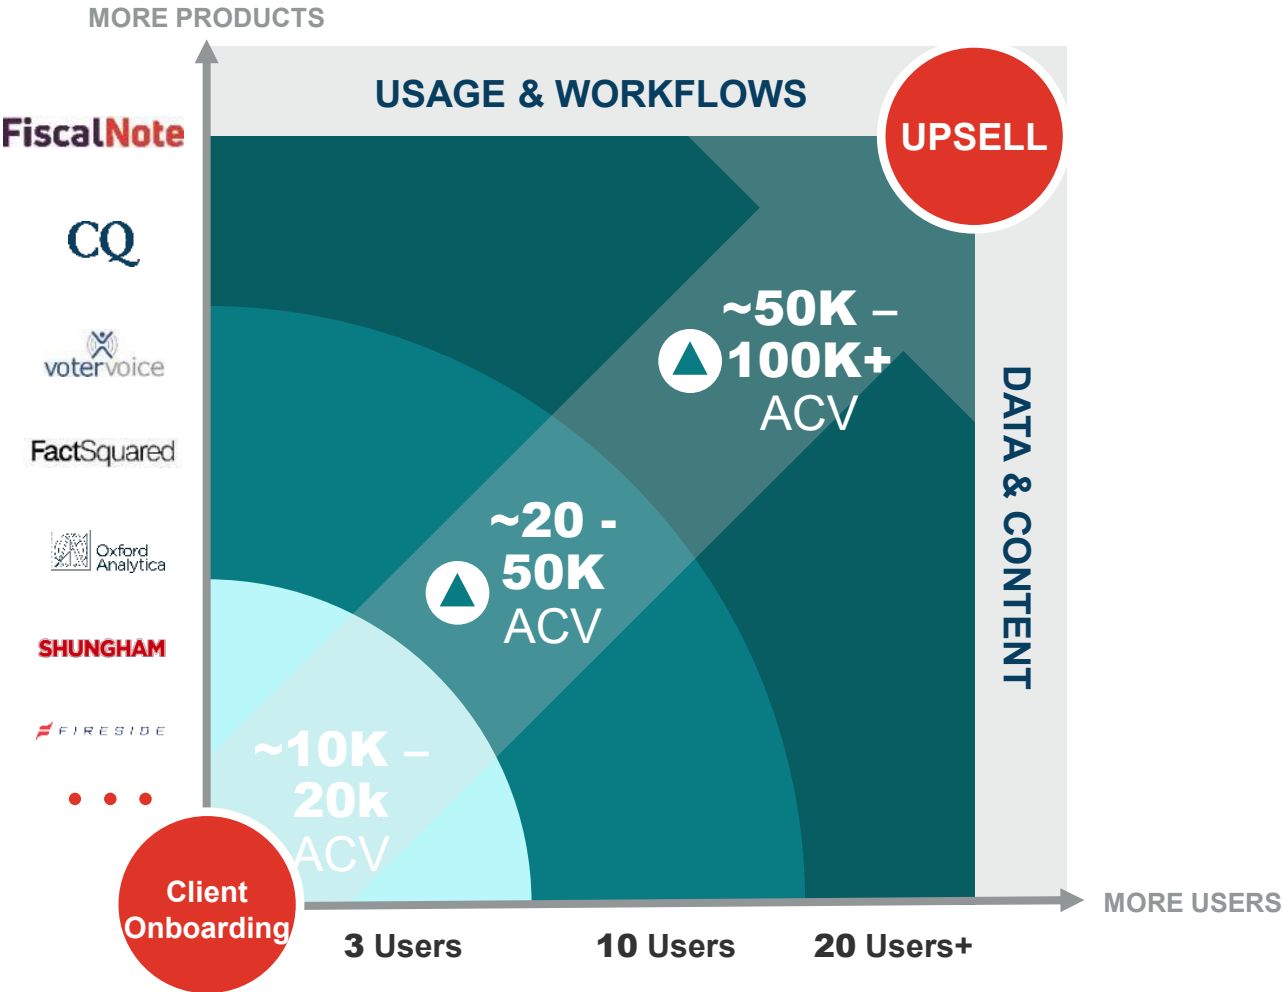 MORE PRODUCTS
USAGE & WORKFLOWS
UPSELL
FiscalNote
CQ
votervoice
FactSquared
Oxford
Analytica
SHUNGHAM
FIRESIDE
~50K –
100K+
ACV
~20 -
50K
ACV
~10K –
20k
ACV
DATA & CONTENT
Client
Onboarding
MORE USERS
3 Users
10 Users
20 Users+